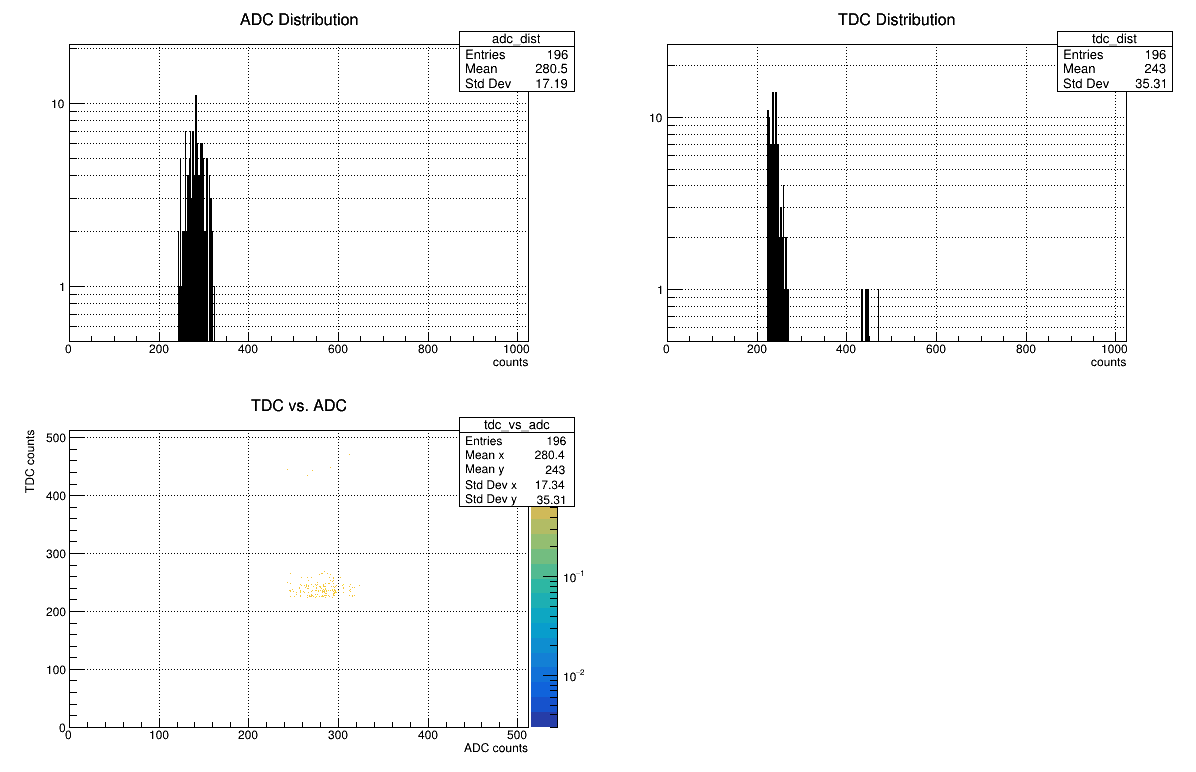 ADC Distribution
adc_dist
Entries 196
Mean 280.5
Std Dev 17.19
10
1
0 200 400 600 800 1000
counts
TDC Distribution
tdc_dist
Entries 196
Mean 243
Std Dev 35.31
10
1
0 200 400 600 800 1000
counts
TDC vs. ADC
tdc_vs_adc
Entries 196
Mean x 280.4
Mean y 243
Std Dev x 17.34
Std Dev y 35.31
TDC counts
500
400
300
200
100
0
0 100 200 300 400 500
ADC counts
10⁻¹
10⁻²